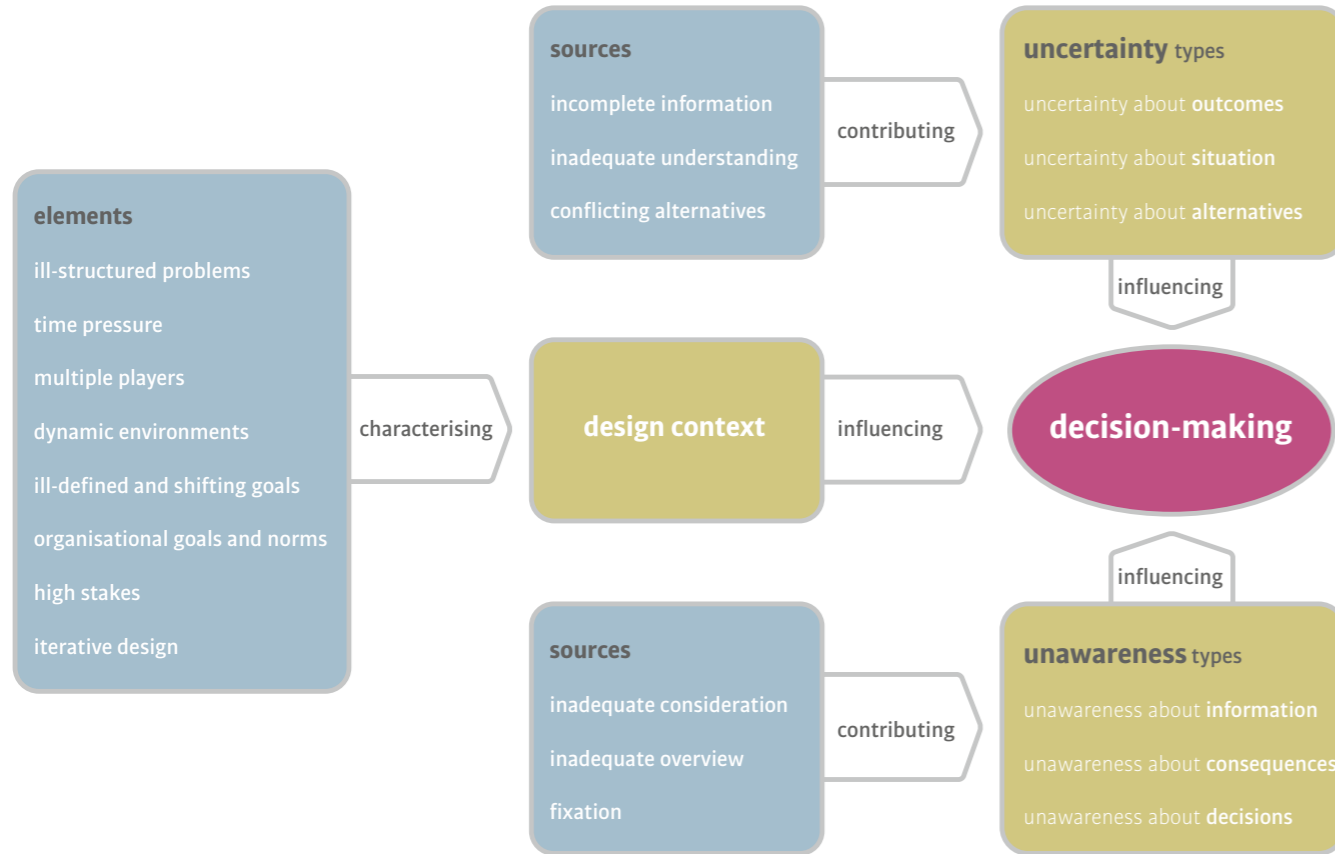 elements
ill-structured problems
time pressure
multiple players
dynamic environments
ill-defined and shifting goals
organisational goals and norms
high stakes
iterative design
characterising
sources
incomplete information
inadequate understanding
conflicting alternatives
contributing
uncertainty types
uncertainty about outcomes
uncertainty about situation
uncertainty about alternatives
influencing
design context
influencing
decision-making
influencing
sources
inadequate consideration
inadequate overview
fixation
contributing
unawareness types
unawareness about information
unawareness about consequences
unawareness about decisions